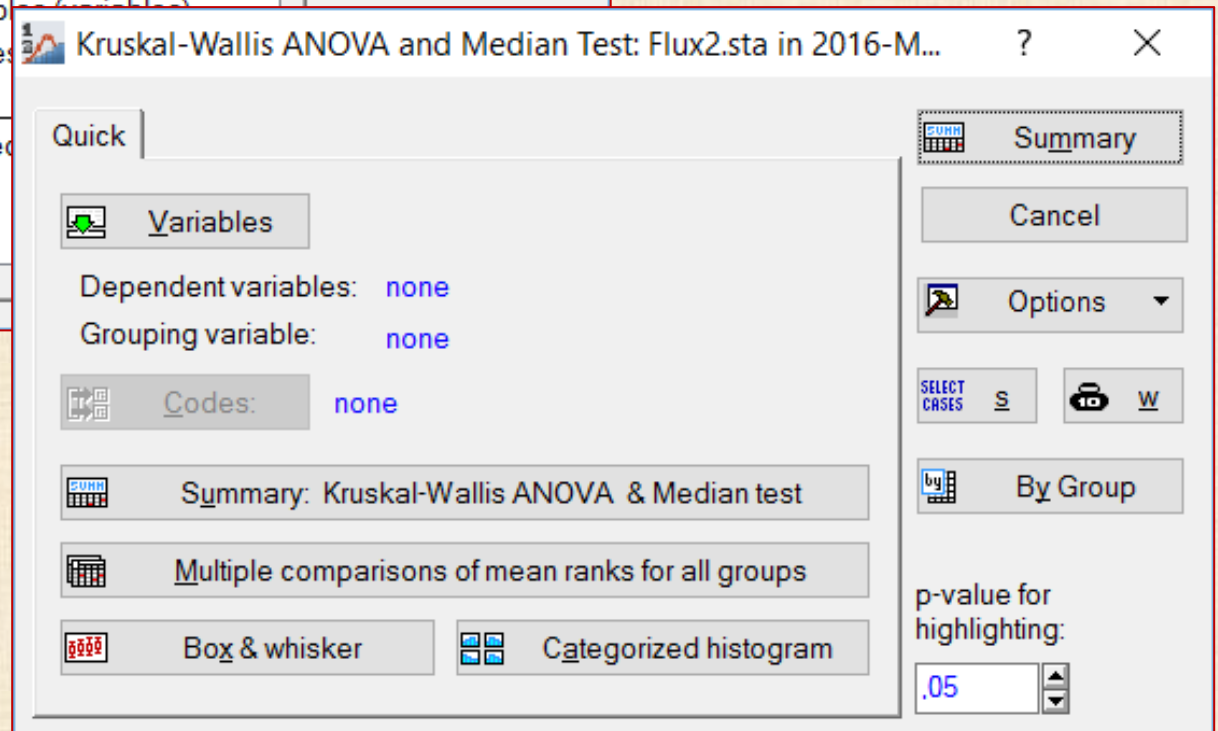 Kruskal-Wallis ANOVA and Median Test: Flux2.sta in 2016-M... ?
Quick
Variables
Dependent variables: none
Grouping variable: none
Codes: none
Summary: Kruskal-Wallis ANOVA & Median test
Multiple comparisons of mean ranks for all groups
Box & whisker
Categorized histogram
Summary
Cancel
Options
SELECT CASES S
W
By Group
p-value for
highlighting:
,05